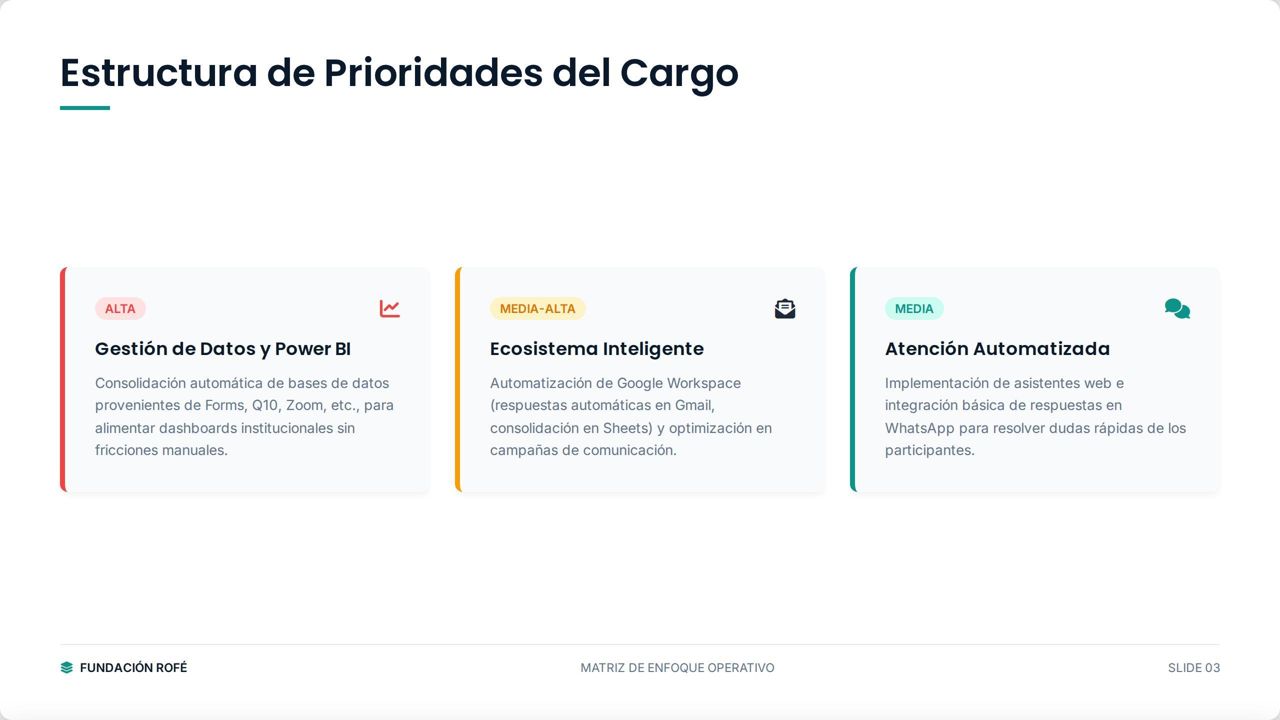 Estructura de Prioridades del Cargo
ALTA
Gestión de Datos y Power BI
Consolidación automática de bases de datos
provenientes de Forms, Q10, Zoom, etc., para
alimentar dashboards institucionales sin
fricciones manuales.
MEDIA-ALTA
Ecosistema Inteligente
Automatización de Google Workspace
(respuestas automáticas en Gmail,
consolidación en Sheets) y optimización en
campañas de comunicación.
MEDIA
Atención Automatizada
Implementación de asistentes web e
integración básica de respuestas en
WhatsApp para resolver dudas rápidas de los
participantes.
FUNDACIÓN ROFÉ
MATRIZ DE ENFOQUE OPERATIVO
SLIDE 03